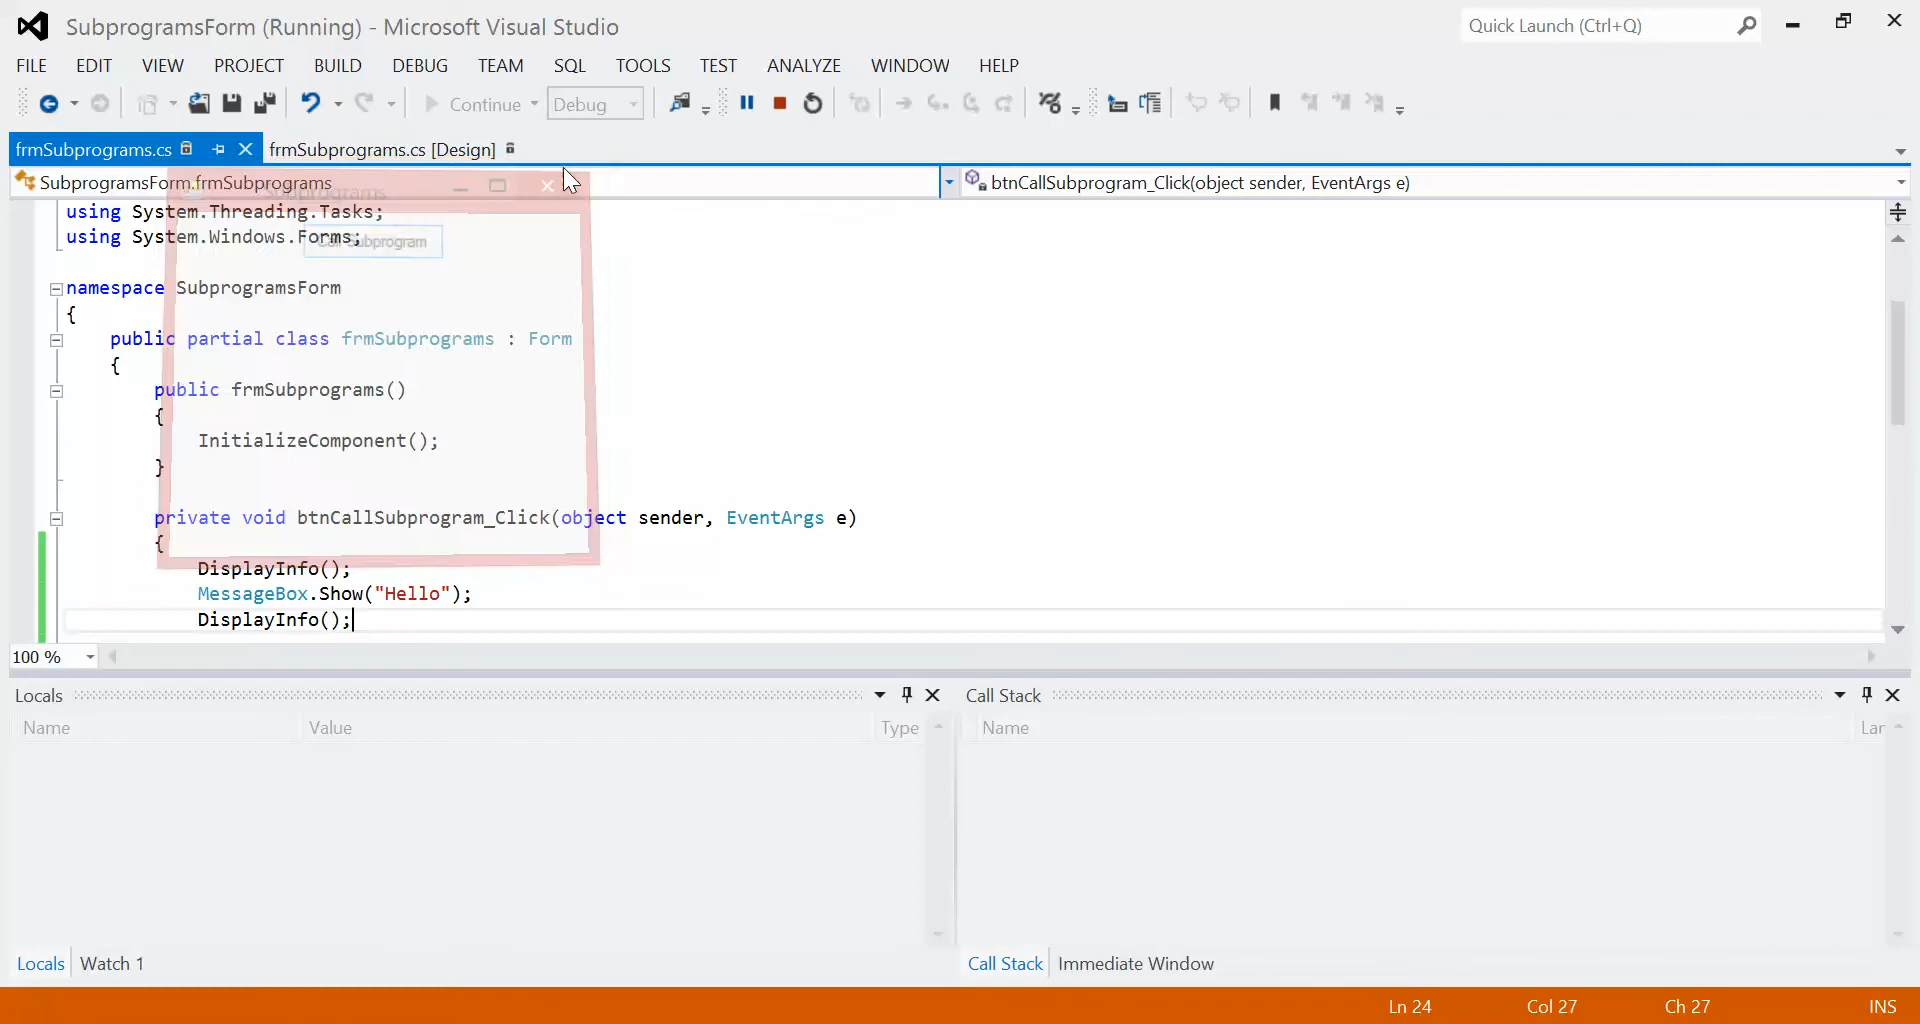 SubprogramsForm (Running) - Microsoft Visual Studio
Quick Launch (Ctrl+Q)
FILE EDIT VIEW PROJECT BUILD DEBUG TEAM SQL TOOLS TEST ANALYZE WINDOW HELP
Continue Debug
frmSubprograms.cs frmSubprograms.cs [Design]
SubprogramsForm.frmSubprograms btnCallSubprogram_Click(object sender, EventArgs e)
Subprograms
using System.Threading.Tasks;
using System.Windows.Forms;
Call Subprogram
namespace SubprogramsForm
{
public partial class frmSubprograms : Form
{
public frmSubprograms()
{
InitializeComponent();
}
private void btnCallSubprogram_Click(object sender, EventArgs e)
{
DisplayInfo();
MessageBox.Show("Hello");
DisplayInfo();
100 %
Locals
Name Value Type
Call Stack
Name Lar
Locals Watch 1
Call Stack Immediate Window
Ln 24 Col 27 Ch 27 INS